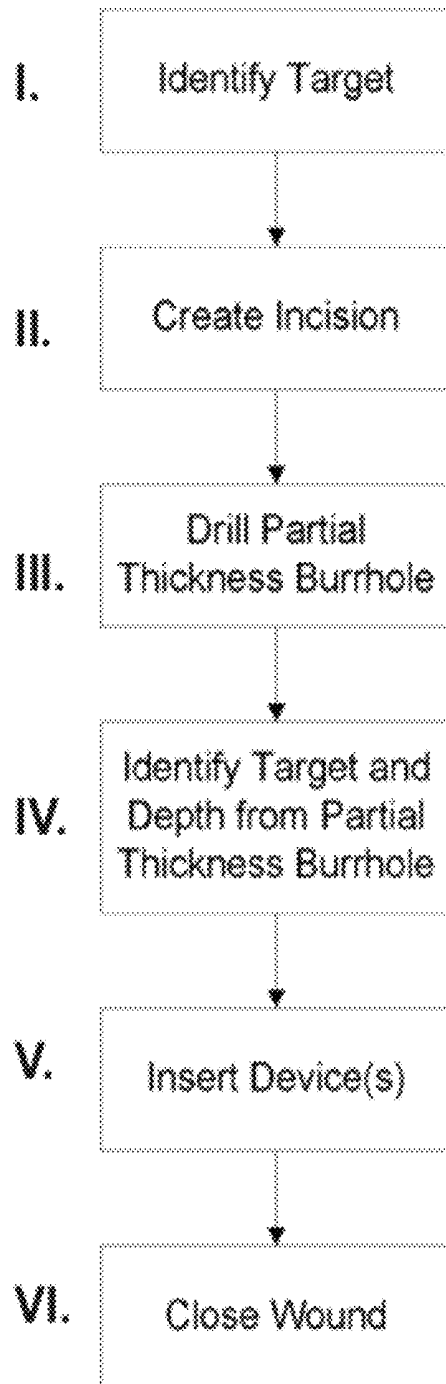 I. Identify Target
II. Create Incision
III. Drill Partial
Thickness Burrhole
IV. Identify Target and
Depth from Partial
Thickness Burrhole
V. Insert Device(s)
VI. Close Wound